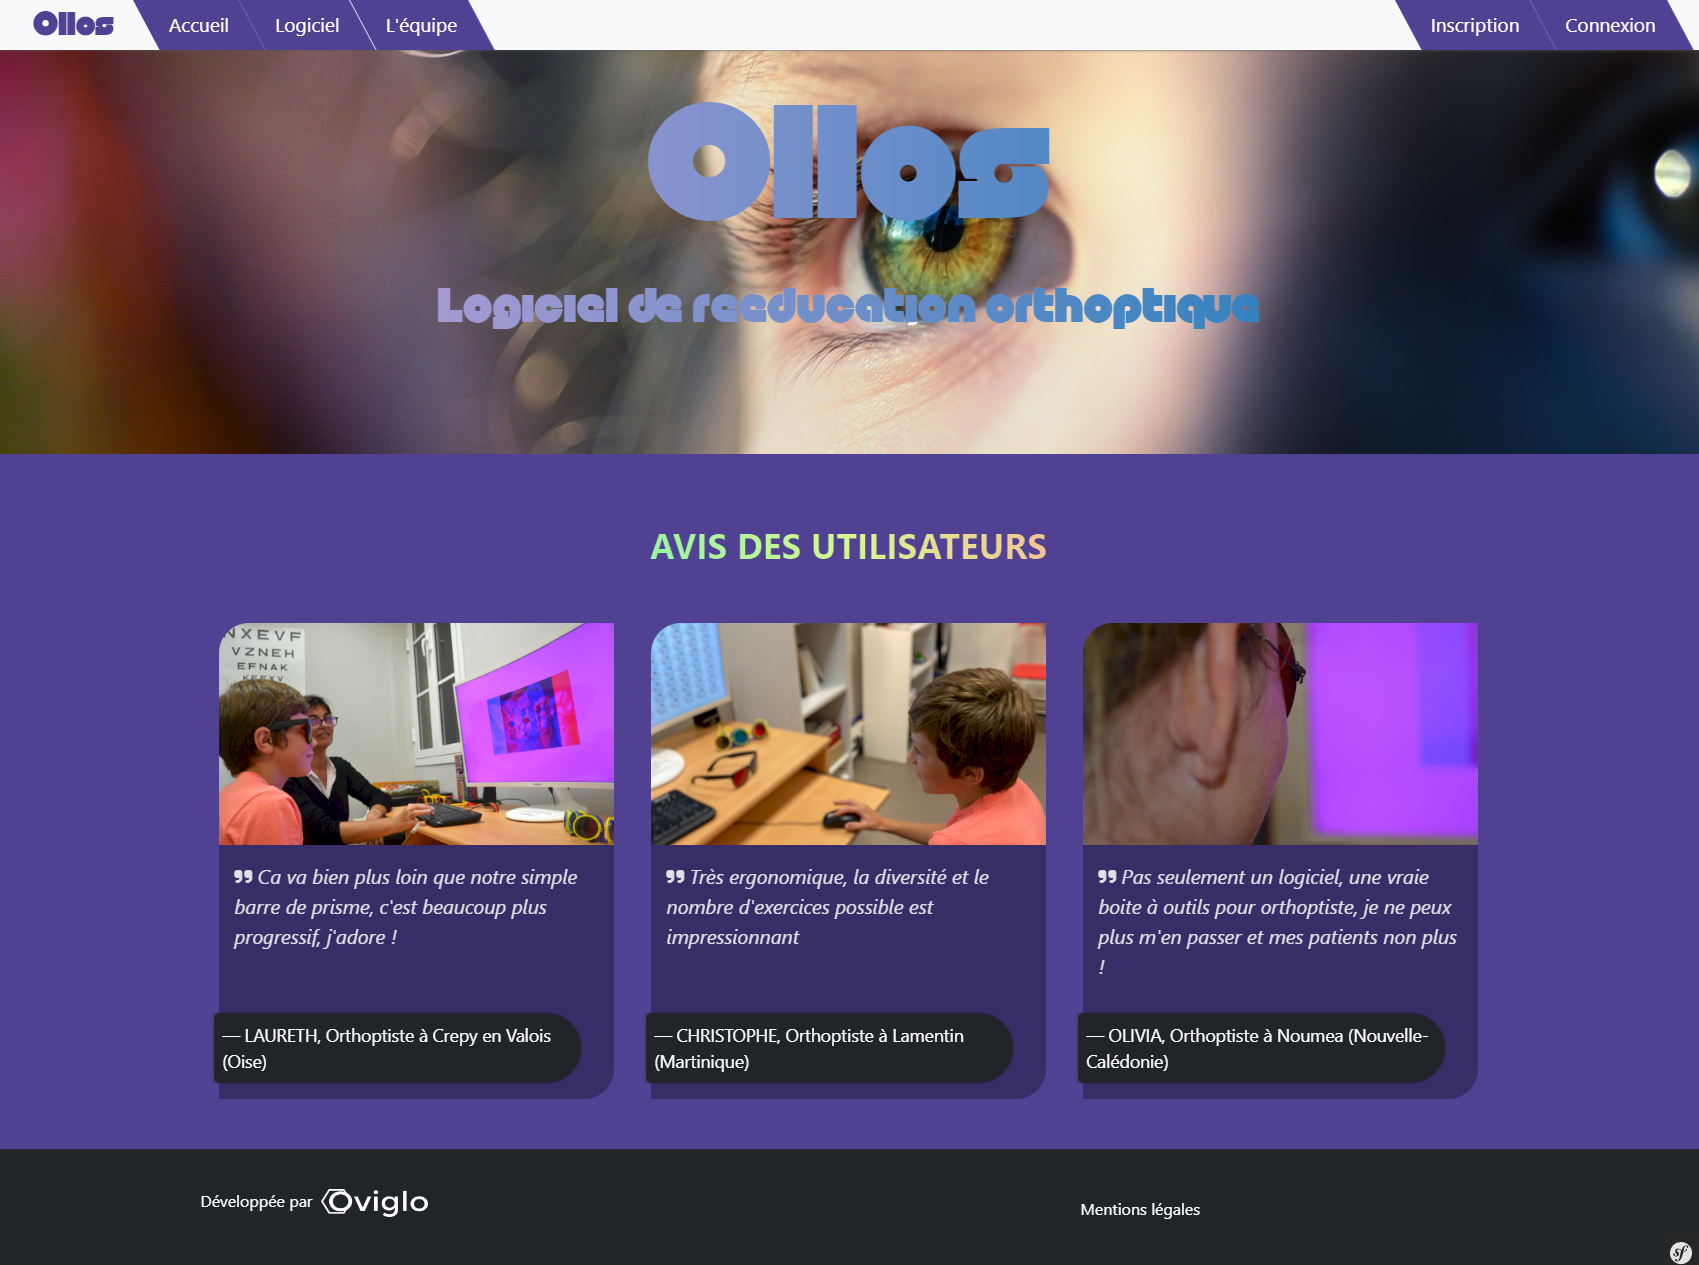 Ollos
Accueil
Logiciel
L'équipe
Inscription
Connexion
Ollos
Logiciel de reeducation orthoptique
AVIS DES UTILISATEURS
NXEVF
VZNEH
EFNAK
Ca va bien plus loin que notre simple
barre de prisme, c'est beaucoup plus
progressif, j'adore !
— LAURETH, Orthoptiste à Crepy en Valois
(Oise)
Très ergonomique, la diversité et le
nombre d'exercices possible est
impressionnant
— CHRISTOPHE, Orthoptiste à Lamentin
(Martinique)
Pas seulement un logiciel, une vraie
boite à outils pour orthoptiste, je ne peux
plus m'en passer et mes patients non plus
!
— OLIVIA, Orthoptiste à Noumea (Nouvelle-
Calédonie)
Développée par Oviglo
Mentions légales
sf